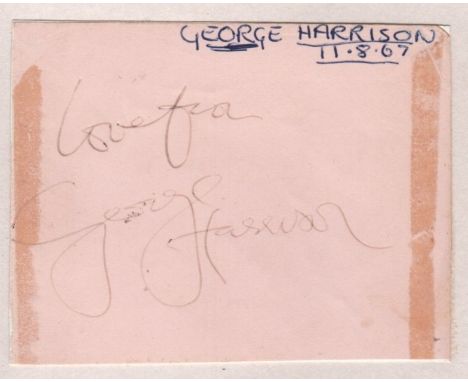 GEORGE HARRISON
11.8.67
Love from
George Harrison